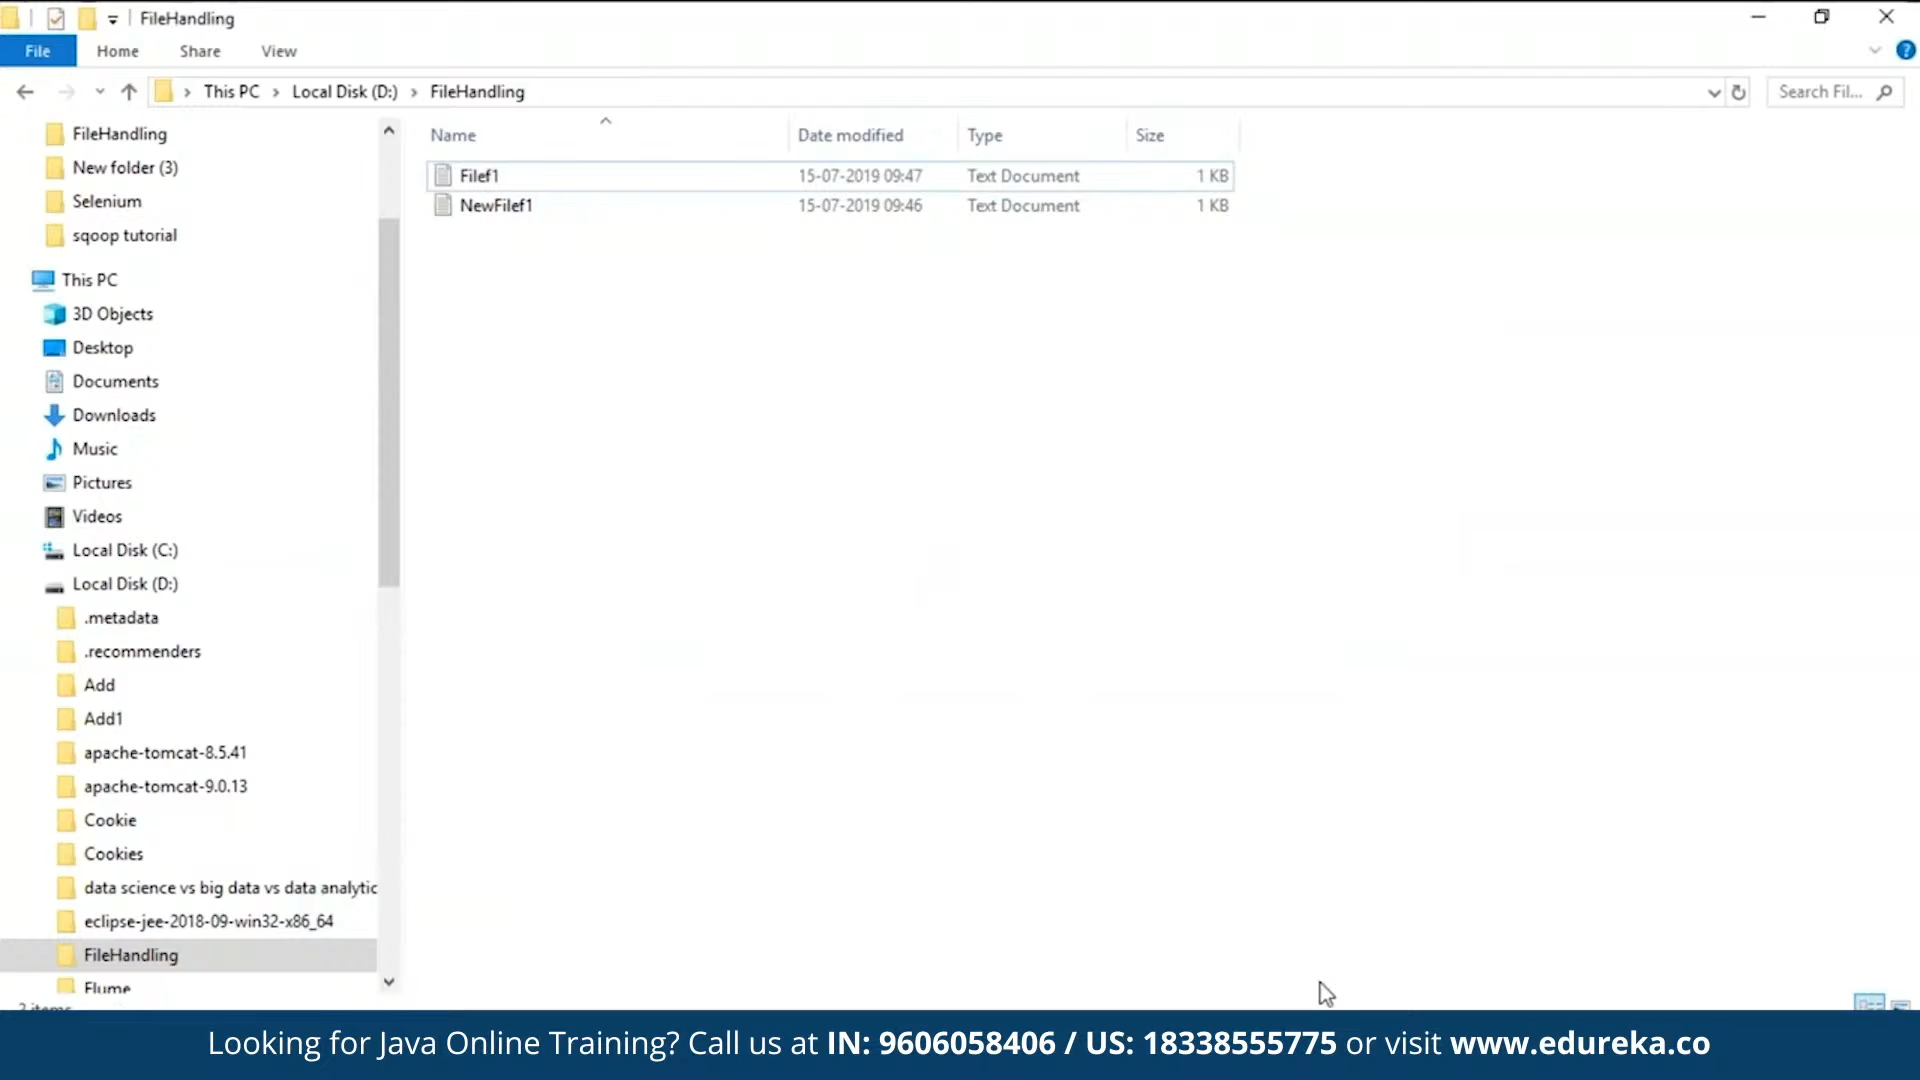 FileHandling
File Home Share View
This PC > Local Disk (D:) > FileHandling
Search Fil...
FileHandling
New folder (3)
Selenium
sqoop tutorial
This PC
3D Objects
Desktop
Documents
Downloads
Music
Pictures
Videos
Local Disk (C:)
Local Disk (D:)
.metadata
.recommenders
Add
Add1
apache-tomcat-8.5.41
apache-tomcat-9.0.13
Cookie
Cookies
data science vs big data vs data analytic
eclipse-jee-2018-09-win32-x86_64
FileHandling
Flume
Name Date modified Type Size
Filef1 15-07-2019 09:47 Text Document 1 KB
NewFilef1 15-07-2019 09:46 Text Document 1 KB
Looking for Java Online Training? Call us at IN: 9606058406 / US: 18338555775 or visit www.edureka.co